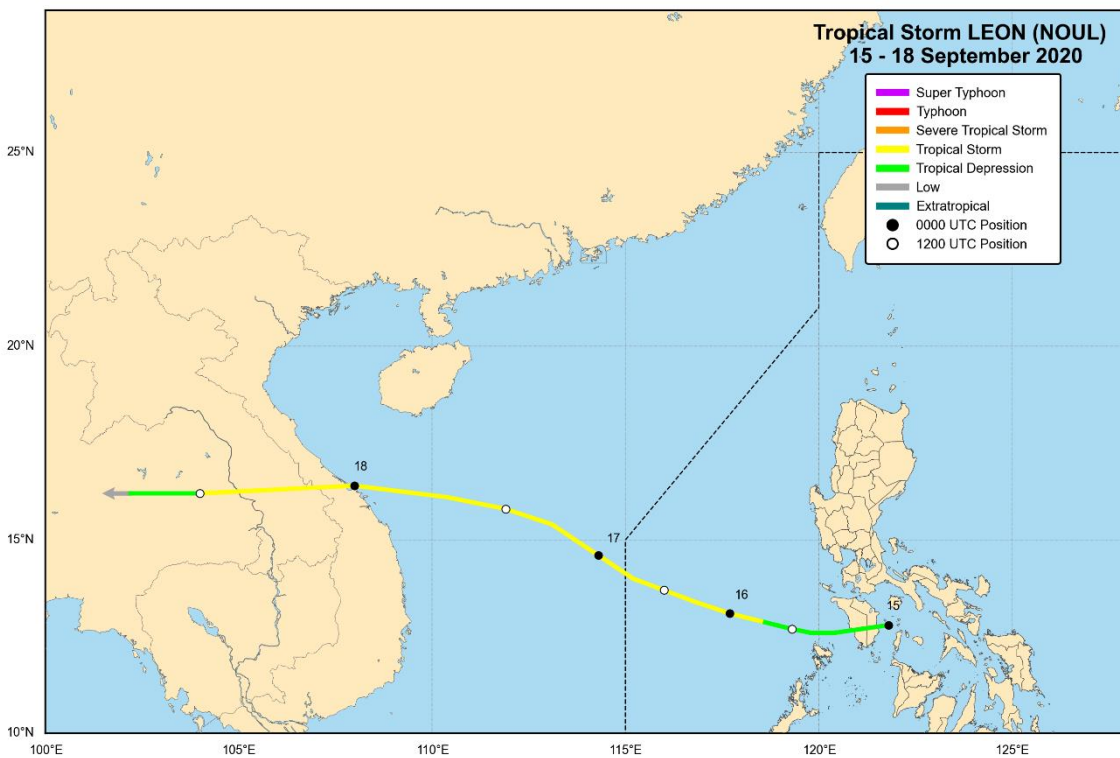 Tropical Storm LEON (NOUL)
15 - 18 September 2020
Super Typhoon
Typhoon
Severe Tropical Storm
Tropical Storm
Tropical Depression
Low
Extratropical
0000 UTC Position
1200 UTC Position
25°N
20°N
15°N
10°N
18
17
16
15
100°E
105°E
110°E
115°E
120°E
125°E